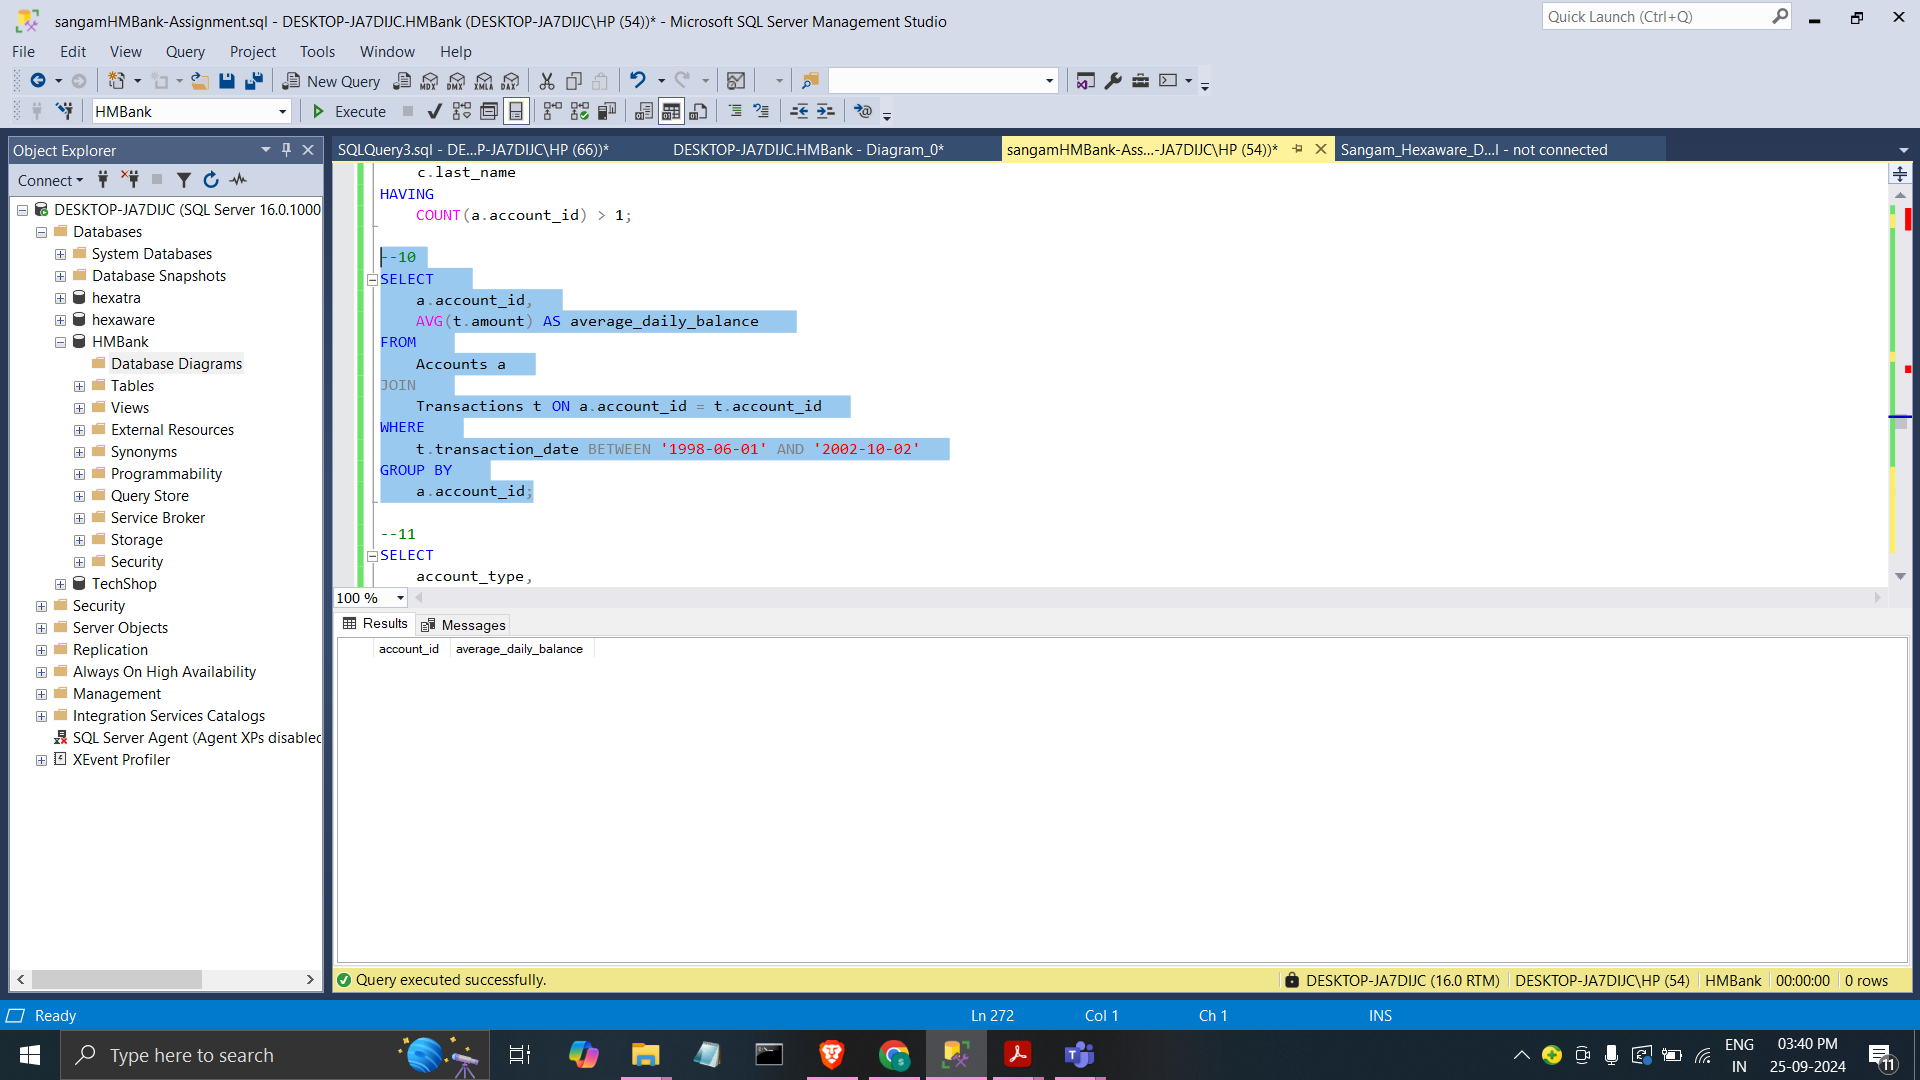 sangamHMBank-Assignment.sql - DESKTOP-JA7DIJC.HMBank (DESKTOP-JA7DIJC\HP (54))* - Microsoft SQL Server Management Studio
Quick Launch (Ctrl+Q)
File Edit View Query Project Tools Window Help
New Query
MDX DMX XMLA DAX
HMBank
Execute
Object Explorer
SQLQuery3.sql - DE...P-JA7DIJC\HP (66))*
DESKTOP-JA7DIJC.HMBank - Diagram_0*
sangamHMBank-Ass...-JA7DIJC\HP (54))*
Sangam_Hexaware_D...l - not connected
Connect
DESKTOP-JA7DIJC (SQL Server 16.0.1000
Databases
System Databases
Database Snapshots
hexatra
hexaware
HMBank
Database Diagrams
Tables
Views
External Resources
Synonyms
Programmability
Query Store
Service Broker
Storage
Security
TechShop
Security
Server Objects
Replication
Always On High Availability
Management
Integration Services Catalogs
SQL Server Agent (Agent XPs disabled
XEvent Profiler
c.last_name
HAVING
COUNT(a.account_id) > 1;
--10
SELECT
a.account_id,
AVG(t.amount) AS average_daily_balance
FROM
Accounts a
JOIN
Transactions t ON a.account_id = t.account_id
WHERE
t.transaction_date BETWEEN '1998-06-01' AND '2002-10-02'
GROUP BY
a.account_id;
--11
SELECT
account_type,
100 %
Results
Messages
account_id average_daily_balance
Query executed successfully.
DESKTOP-JA7DIJC (16.0 RTM) DESKTOP-JA7DIJC\HP (54) HMBank 00:00:00 0 rows
Ready
Ln 272 Col 1 Ch 1 INS
Type here to search
ENG
IN
03:40 PM
25-09-2024
11